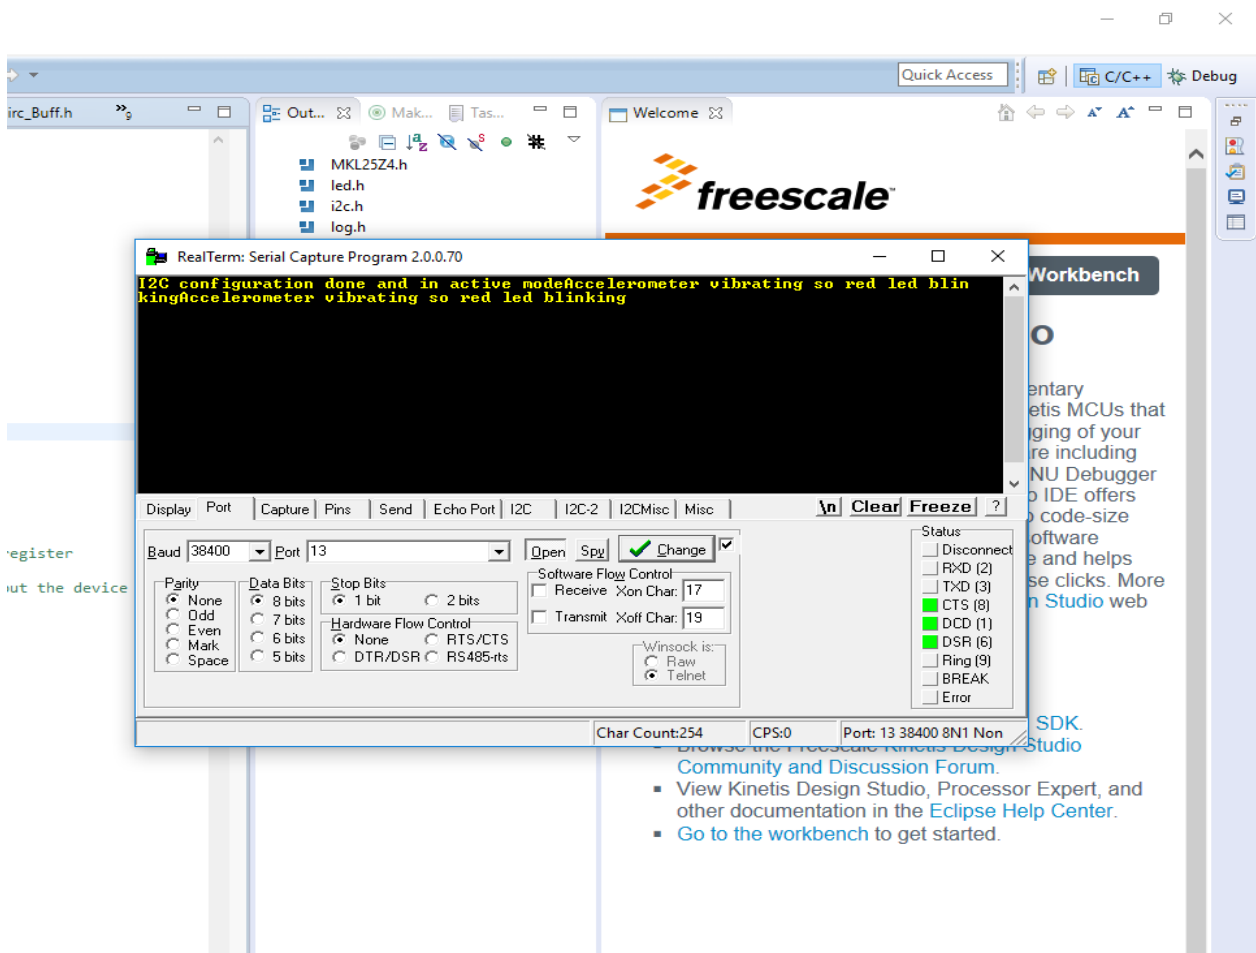 Quick Access
C/C++
Debug
irc_Buff.h
»9
Out...
Mak...
Tas...
Welcome
MKL25Z4.h
led.h
i2c.h
log.h
freescale
RealTerm: Serial Capture Program 2.0.0.70
I2C configuration done and in active modeAccelerometer vibrating so red led blin
kingAccelerometer vibrating so red led blinking
Workbench
o
entary
etis MCUs that
ging of your
re including
NU Debugger
o IDE offers
code-size
oftware
e and helps
se clicks. More
n Studio web
register
out the device
Display Port Capture Pins Send Echo Port I2C I2C-2 I2CMisc Misc \n Clear Freeze ?
Baud 38400 Port 13 Open Spy Change
Parity
None
Odd
Even
Mark
Space
Data Bits
8 bits
7 bits
6 bits
5 bits
Stop Bits
1 bit 2 bits
Hardware Flow Control
None RTS/CTS
DTR/DSR RS485-rts
Software Flow Control
Receive Xon Char: 17
Transmit Xoff Char: 19
Winsock is:
Raw
Telnet
Status
Disconnect
RXD (2)
TXD (3)
CTS (8)
DCD (1)
DSR (6)
Ring (9)
BREAK
Error
Char Count:254 CPS:0 Port: 13 38400 8N1 Non
SDK.
Browse the Freescale Kinetis Design Studio
Community and Discussion Forum.
View Kinetis Design Studio, Processor Expert, and
other documentation in the Eclipse Help Center.
Go to the workbench to get started.